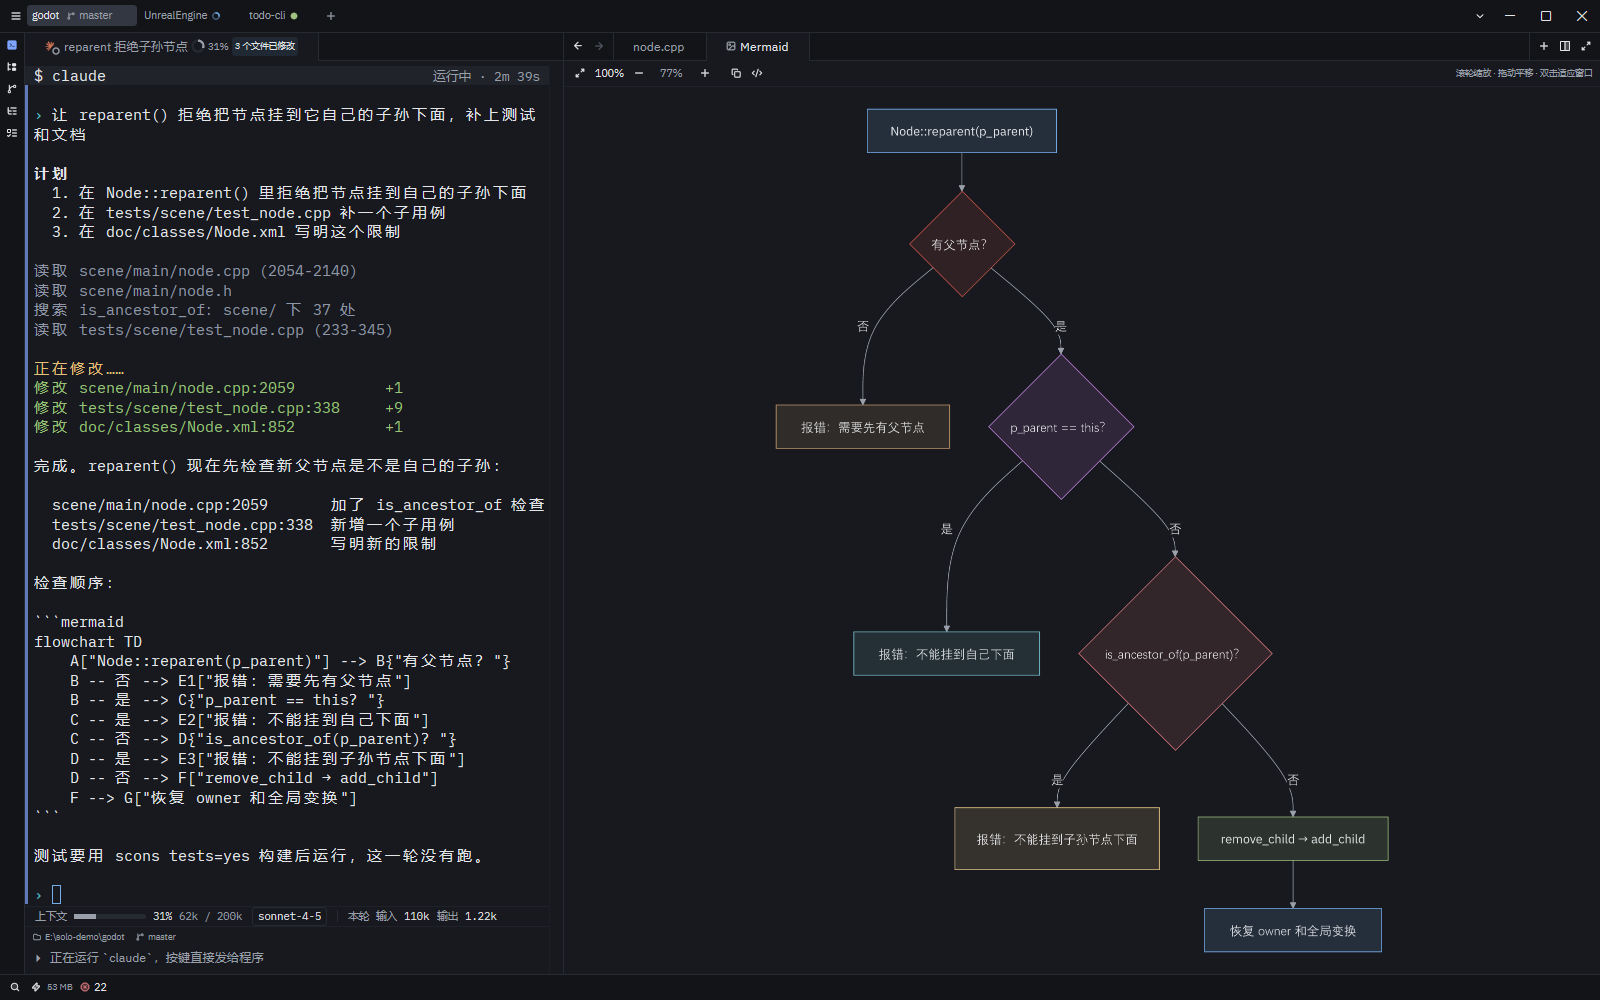 godot master
UnrealEngine
todo-cli
reparent 拒绝子孙节点 31% 3 个文件已修改
$ claude
运行中 · 2m 39s
› 让 reparent() 拒绝把节点挂到它自己的子孙下面，补上测试
和文档
计划
1. 在 Node::reparent() 里拒绝把节点挂到自己的子孙下面
2. 在 tests/scene/test_node.cpp 补一个子用例
3. 在 doc/classes/Node.xml 写明这个限制
读取 scene/main/node.cpp (2054-2140)
读取 scene/main/node.h
搜索 is_ancestor_of: scene/ 下 37 处
读取 tests/scene/test_node.cpp (233-345)
正在修改……
修改 scene/main/node.cpp:2059 +1
修改 tests/scene/test_node.cpp:338 +9
修改 doc/classes/Node.xml:852 +1
完成。reparent() 现在先检查新父节点是不是自己的子孙：
scene/main/node.cpp:2059 加了 is_ancestor_of 检查
tests/scene/test_node.cpp:338 新增一个子用例
doc/classes/Node.xml:852 写明新的限制
检查顺序：
```mermaid
flowchart TD
A["Node::reparent(p_parent)"] --> B{"有父节点？"}
B -- 否 --> E1["报错：需要先有父节点"]
B -- 是 --> C{"p_parent == this？"}
C -- 是 --> E2["报错：不能挂到自己下面"]
C -- 否 --> D{"is_ancestor_of(p_parent)？"}
D -- 是 --> E3["报错：不能挂到子孙节点下面"]
D -- 否 --> F["remove_child → add_child"]
F --> G["恢复 owner 和全局变换"]
```
测试要用 scons tests=yes 构建后运行，这一轮没有跑。
›
上下文 31% 62k / 200k sonnet-4-5 本轮 输入 110k 输出 1.22k
E:\solo-demo\godot master
正在运行 `claude`，按键直接发给程序
53 MB 22
node.cpp
Mermaid
100% 77%
滚轮缩放 · 拖动平移 · 双击适应窗口
Node::reparent(p_parent)
有父节点？
否
是
报错：需要先有父节点
p_parent == this？
是
否
报错：不能挂到自己下面
is_ancestor_of(p_parent)？
是
否
报错：不能挂到子孙节点下面
remove_child → add_child
恢复 owner 和全局变换